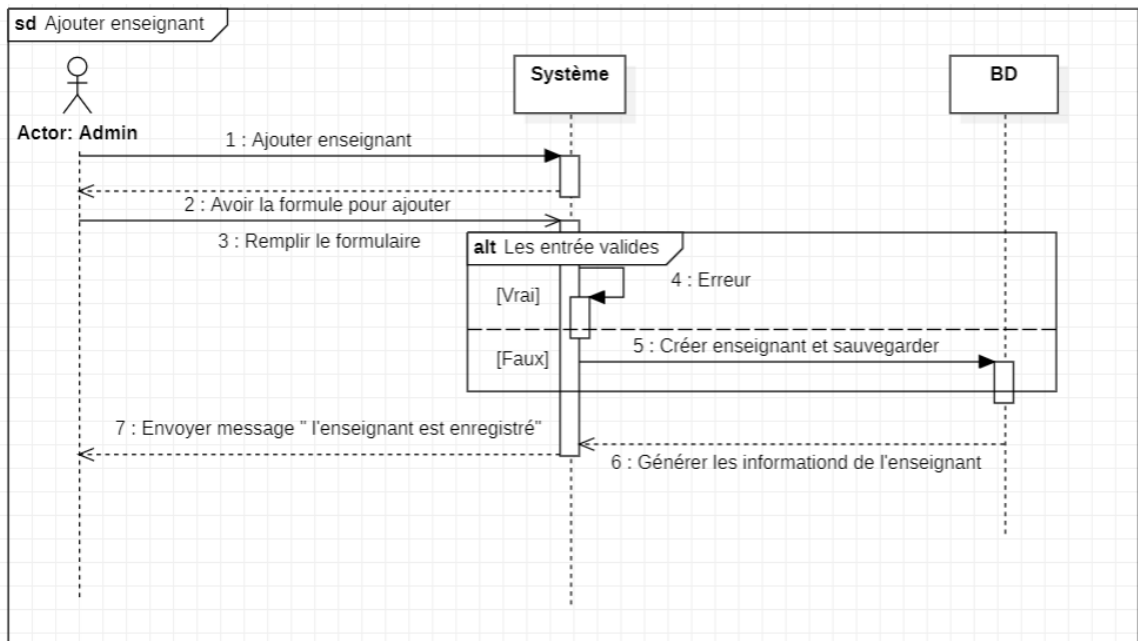 sd Ajouter enseignant
Système
BD
Actor: Admin
1 : Ajouter enseignant
2 : Avoir la formule pour ajouter
3 : Remplir le formulaire
alt Les entrée valides
4 : Erreur
[Vrai]
5 : Créer enseignant et sauvegarder
[Faux]
7 : Envoyer message " l'enseignant est enregistré"
6 : Générer les informationd de l'enseignant